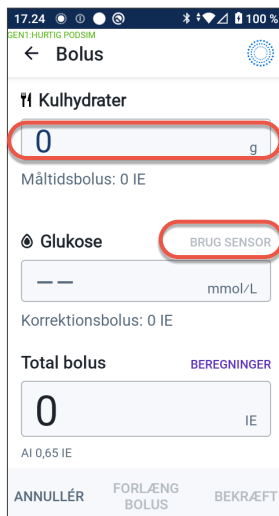 17.24 100 %
GEN1:HURTIG PODSIM
Bolus
Kulhydrater
0 g
Måltidsbolus: 0 IE
Glukose BRUG SENSOR
-- mmol/L
Korrektionsbolus: 0 IE
Total bolus BEREGNINGER
0 IE
AI 0,65 IE
ANNULLÉR FORLÆNG BEKRÆFT
BOLUS